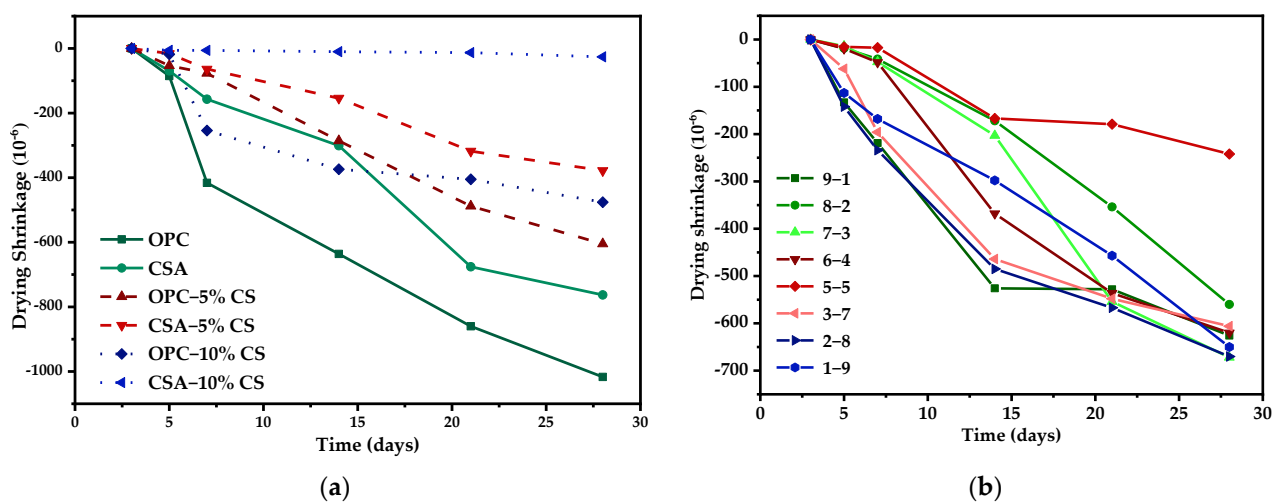 0
-200
-400
-600
-800
-1000
Drying Shrinkage (10⁻⁶)
OPC
CSA
OPC–5% CS
CSA–5% CS
OPC–10% CS
CSA–10% CS
0 5 10 15 20 25 30
Time (days)
(a)
0
-100
-200
-300
-400
-500
-600
-700
Drying shrinkage (10⁻⁶)
9–1
8–2
7–3
6–4
5–5
3–7
2–8
1–9
0 5 10 15 20 25 30
Time (days)
(b)